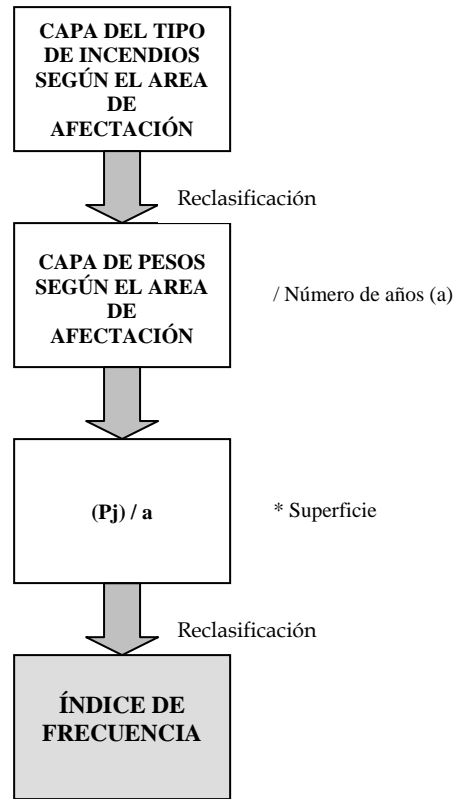 CAPA DEL TIPO
DE INCENDIOS
SEGÚN EL AREA
DE
AFECTACIÓN
Reclasificación
CAPA DE PESOS
SEGÚN EL AREA
DE
AFECTACIÓN
/ Número de años (a)
(Pj) / a
* Superficie
Reclasificación
ÍNDICE DE
FRECUENCIA